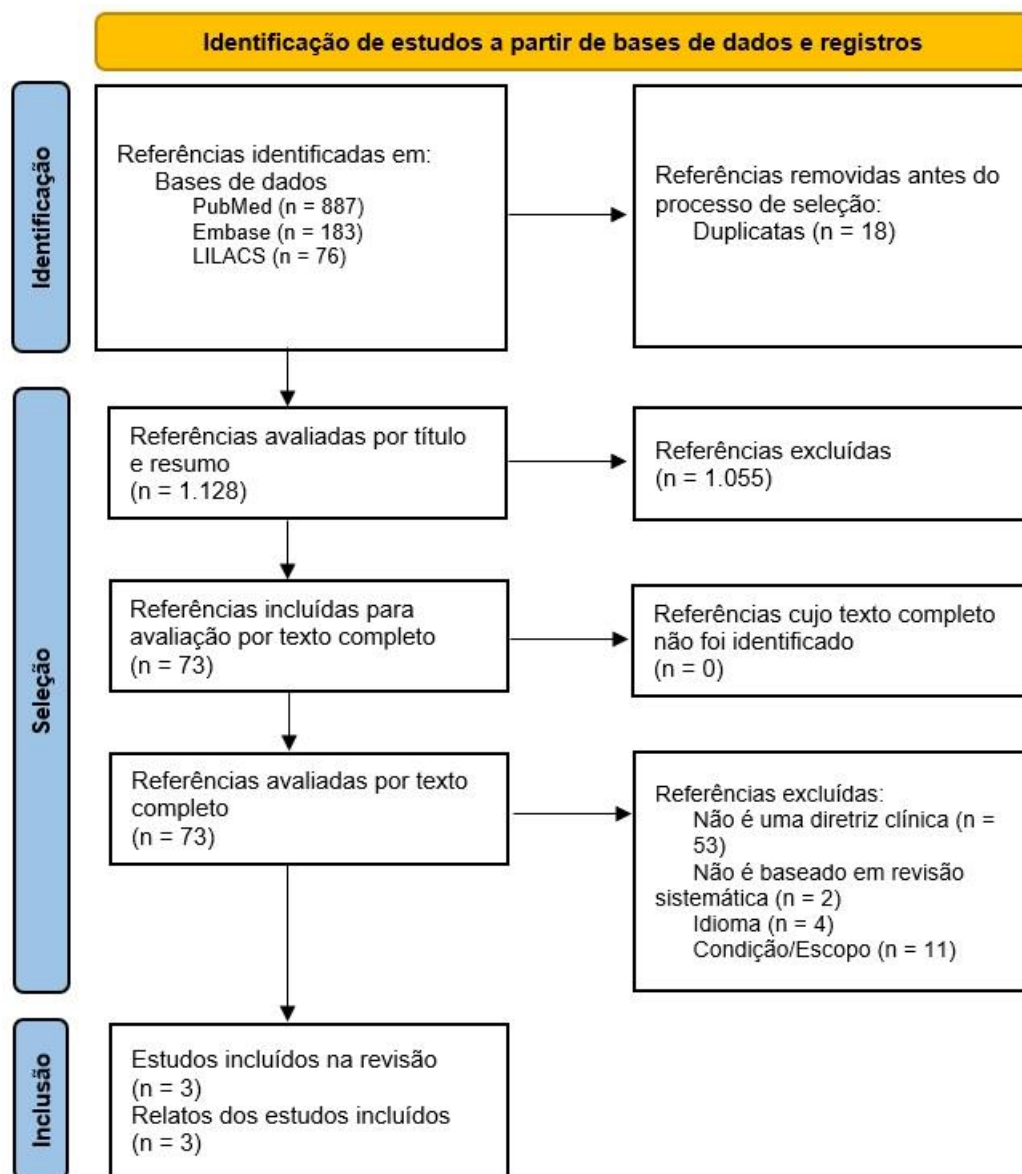 Identificação de estudos a partir de bases de dados e registros
Identificação
Referências identificadas em:
Bases de dados
PubMed (n = 887)
Embase (n = 183)
LILACS (n = 76)
Referências removidas antes do
processo de seleção:
Duplicatas (n = 18)
Seleção
Referências avaliadas por título
e resumo
(n = 1.128)
Referências excluídas
(n = 1.055)
Referências incluídas para
avaliação por texto completo
(n = 73)
Referências cujo texto completo
não foi identificado
(n = 0)
Referências avaliadas por texto
completo
(n = 73)
Referências excluídas:
Não é uma diretriz clínica (n =
53)
Não é baseado em revisão
sistemática (n = 2)
Idioma (n = 4)
Condição/Escopo (n = 11)
Inclusão
Estudos incluídos na revisão
(n = 3)
Relatos dos estudos incluídos
(n = 3)